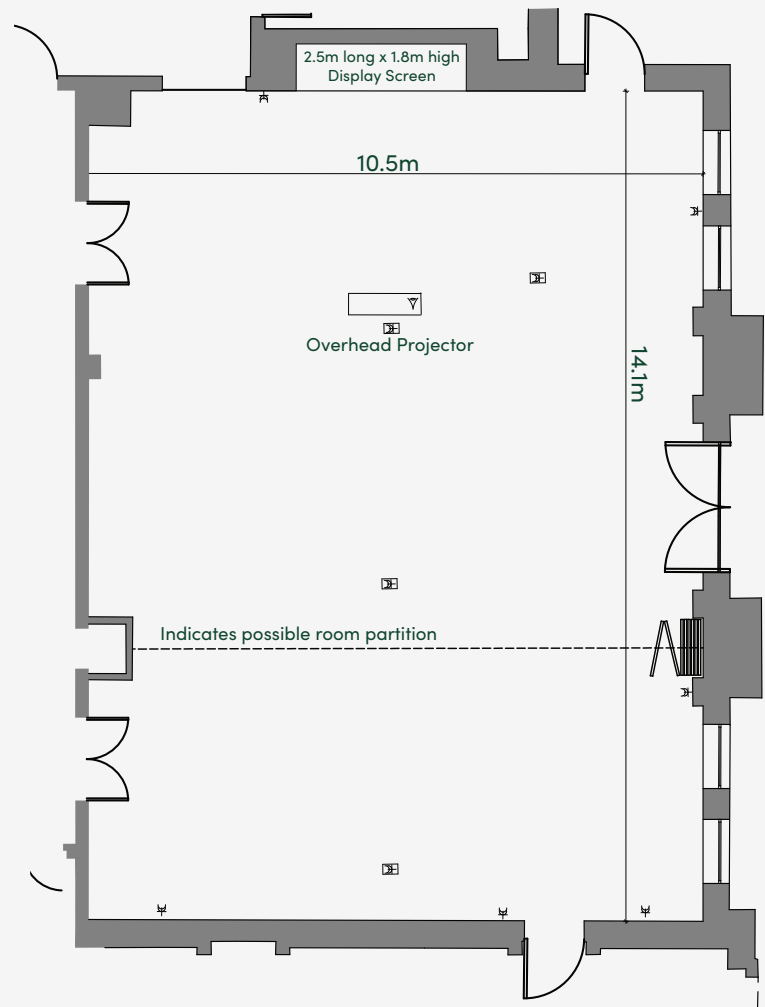 2.5m long x 1.8m high
Display Screen
10.5m
Overhead Projector
14.1m
Indicates possible room partition